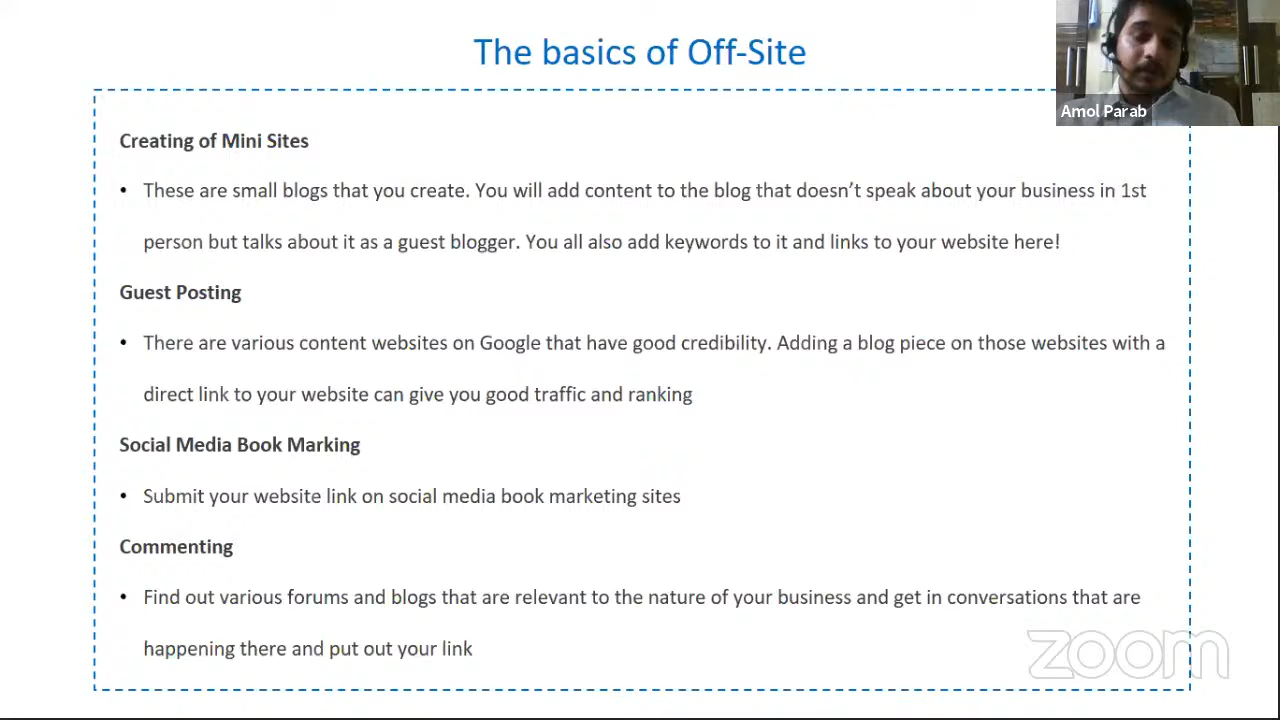 The basics of Off-Site
Amol Parab
Creating of Mini Sites
• These are small blogs that you create. You will add content to the blog that doesn’t speak about your business in 1st
person but talks about it as a guest blogger. You all also add keywords to it and links to your website here!
Guest Posting
• There are various content websites on Google that have good credibility. Adding a blog piece on those websites with a
direct link to your website can give you good traffic and ranking
Social Media Book Marking
• Submit your website link on social media book marketing sites
Commenting
• Find out various forums and blogs that are relevant to the nature of your business and get in conversations that are
happening there and put out your link
zoom